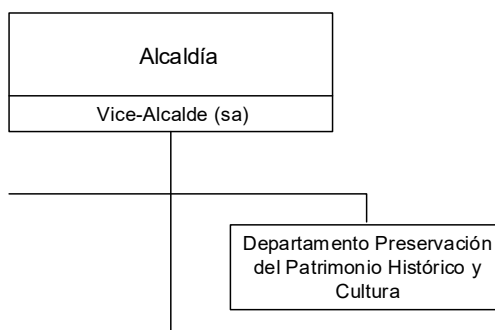 Alcaldía
Vice-Alcalde (sa)
Departamento Preservación
del Patrimonio Histórico y
Cultura